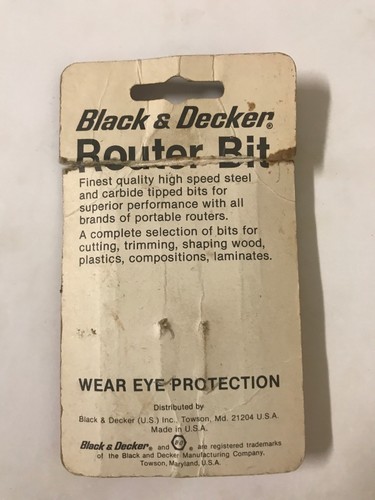 Black & Decker®
Router Bit
Finest quality high speed steel
and carbide tipped bits for
superior performance with all
brands of portable routers.
A complete selection of bits for
cutting, trimming, shaping wood,
plastics, compositions, laminates.
WEAR EYE PROTECTION
Distributed by
Black & Decker (U.S.) Inc., Towson, Md. 21204 U.S.A.
Made in U.S.A.
Black & Decker® and ® are registered trademarks
of the Black and Decker Manufacturing Company,
Towson, Maryland, U.S.A.